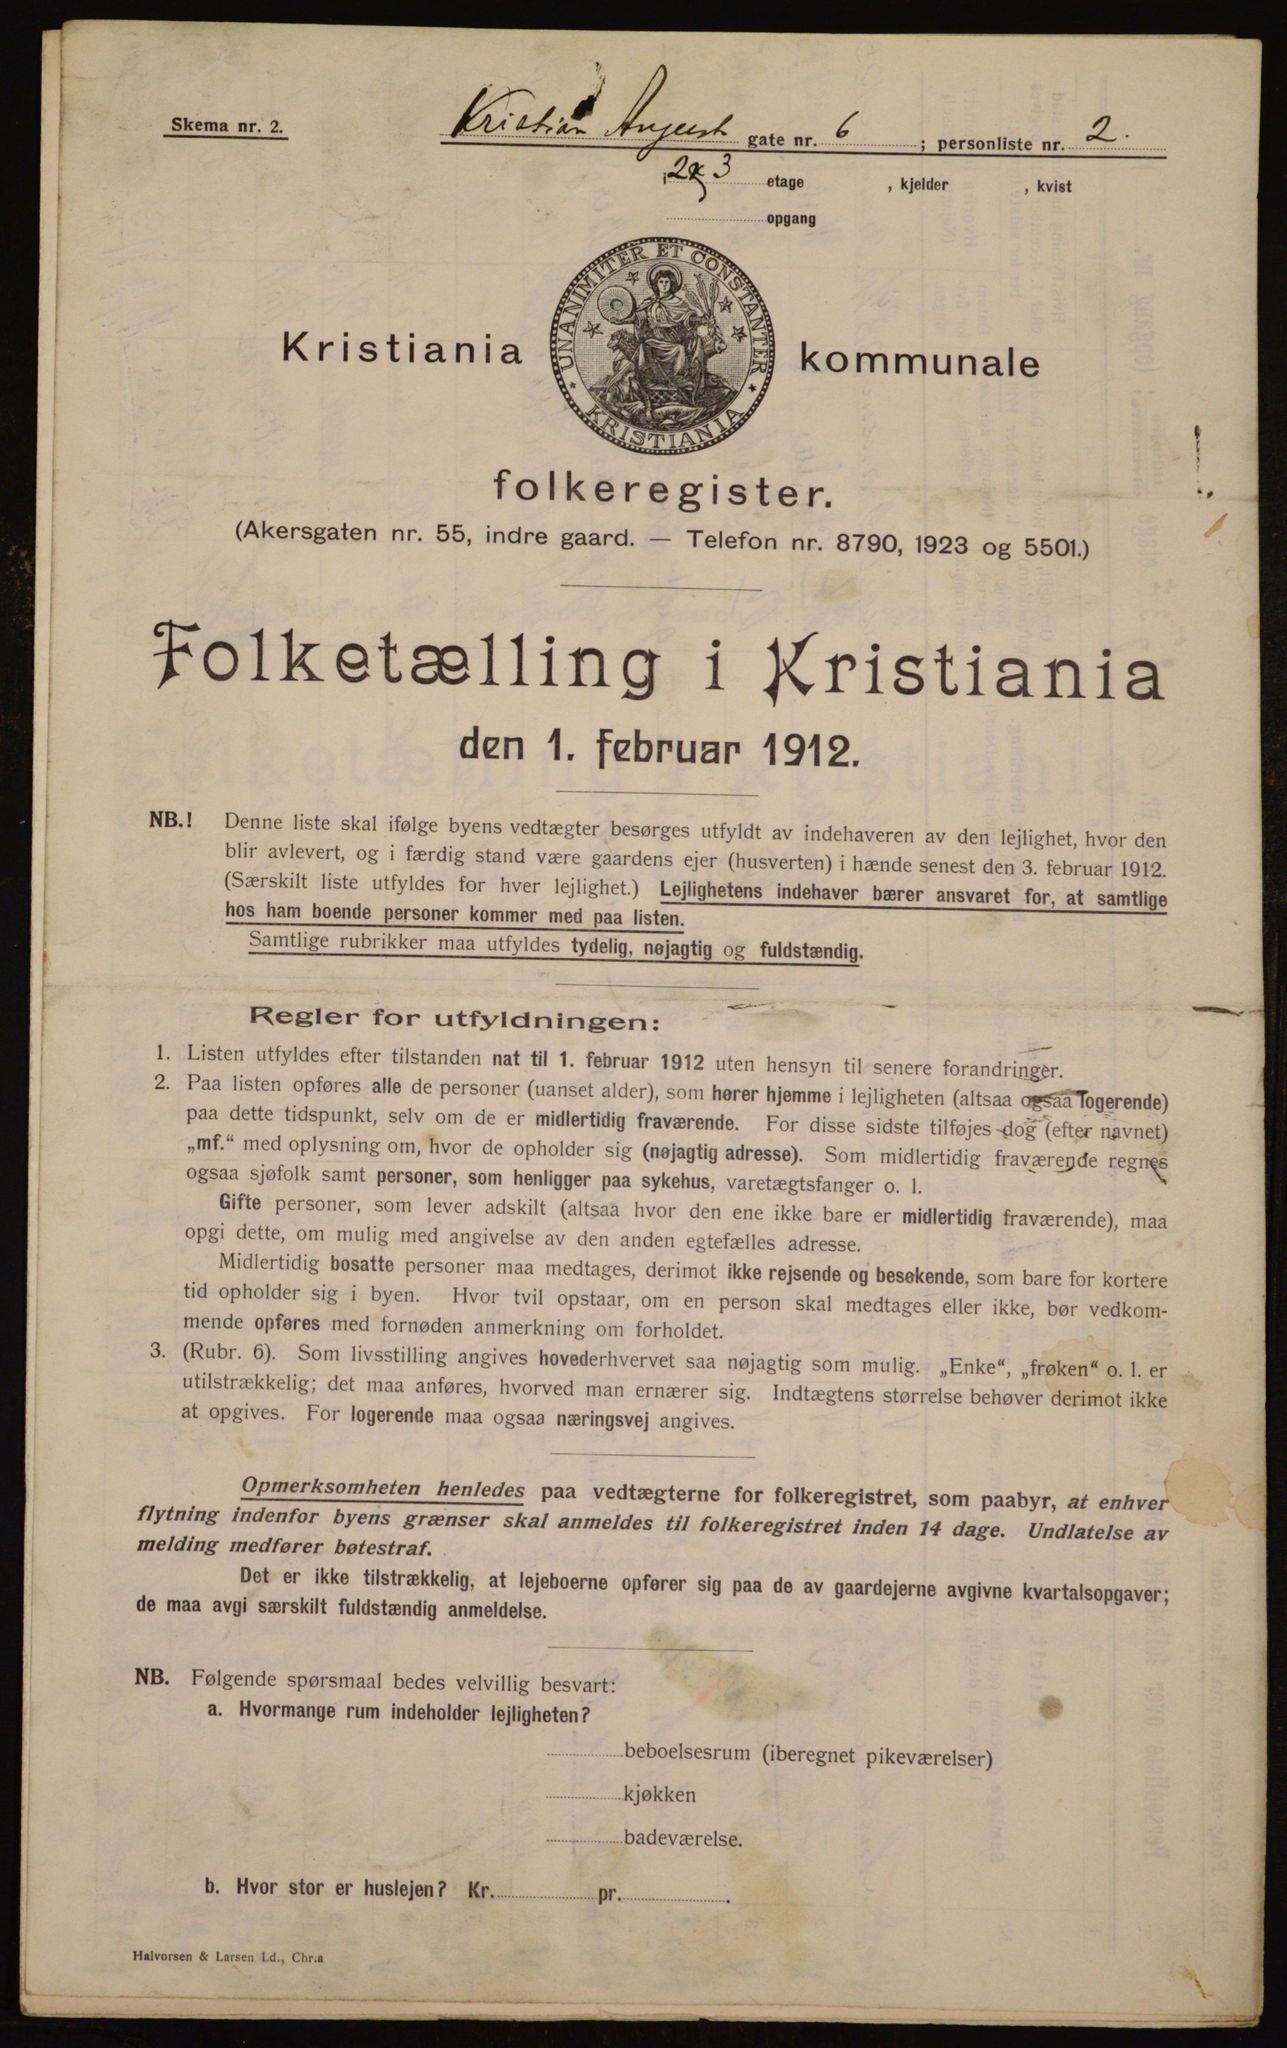 Skema nr. 2.
Kristian August gate nr. 6 ; personliste nr. 2.
i 2 & 3 etage , kjelder , kvist
opgang
UNANIMITER ET CONSTANTER
KRISTIANIA
Kristiania kommunale
folkeregister.
(Akersgaten nr. 55, indre gaard. — Telefon nr. 8790, 1923 og 5501.)
Folketælling i Kristiania
den 1. februar 1912.
NB.! Denne liste skal ifølge byens vedtægter besørges utfyldt av indehaveren av den lejlighet, hvor den
blir avlevert, og i færdig stand være gaardens ejer (husverten) i hænde senest den 3. februar 1912.
(Særskilt liste utfyldes for hver lejlighet.) Lejlighetens indehaver bærer ansvaret for, at samtlige
hos ham boende personer kommer med paa listen.
Samtlige rubrikker maa utfyldes tydelig, nøjagtig og fuldstændig.
Regler for utfyldningen:
1. Listen utfyldes efter tilstanden nat til 1. februar 1912 uten hensyn til senere forandringer.
2. Paa listen opføres alle de personer (uanset alder), som hører hjemme i lejligheten (altsaa ogsaa logerende)
paa dette tidspunkt, selv om de er midlertidig fraværende. For disse sidste tilføjes dog (efter navnet)
„mf.“ med oplysning om, hvor de opholder sig (nøjagtig adresse). Som midlertidig fraværende regnes
ogsaa sjøfolk samt personer, som henligger paa sykehus, varetægtsfanger o. l.
Gifte personer, som lever adskilt (altsaa hvor den ene ikke bare er midlertidig fraværende), maa
opgi dette, om mulig med angivelse av den anden egtefælles adresse.
Midlertidig bosatte personer maa medtages, derimot ikke rejsende og besøkende, som bare for kortere
tid opholder sig i byen. Hvor tvil opstaar, om en person skal medtages eller ikke, bør vedkom-
mende opføres med fornøden anmerkning om forholdet.
3. (Rubr. 6). Som livsstilling angives hovederhvervet saa nøjagtig som mulig. „Enke“, „frøken“ o. l. er
utilstrækkelig; det maa anføres, hvorved man ernærer sig. Indtægtens størrelse behøver derimot ikke
at opgives. For logerende maa ogsaa næringsvej angives.
Opmerksomheten henledes paa vedtægterne for folkeregistret, som paabyr, at enhver
flytning indenfor byens grænser skal anmeldes til folkeregistret inden 14 dage. Undlatelse av
melding medfører bøtestraf.
Det er ikke tilstrækkelig, at lejeboerne opfører sig paa de av gaardejerne avgivne kvartalsopgaver;
de maa avgi særskilt fuldstændig anmeldelse.
NB. Følgende spørsmaal bedes velvillig besvart:
a. Hvormange rum indeholder lejligheten?
beboelsesrum (iberegnet pikeværelser)
kjøkken
badeværelse.
b. Hvor stor er huslejen? Kr. pr. .
Halvorsen & Larsen Ld., Chr.a